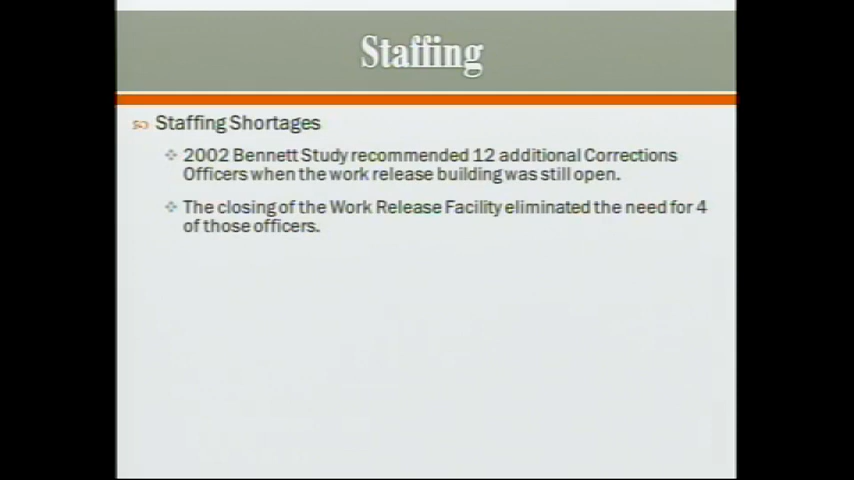 Staffing
Staffing Shortages
2002 Bennett Study recommended 12 additional Corrections
Officers when the work release building was still open.
The closing of the Work Release Facility eliminated the need for 4
of those officers.